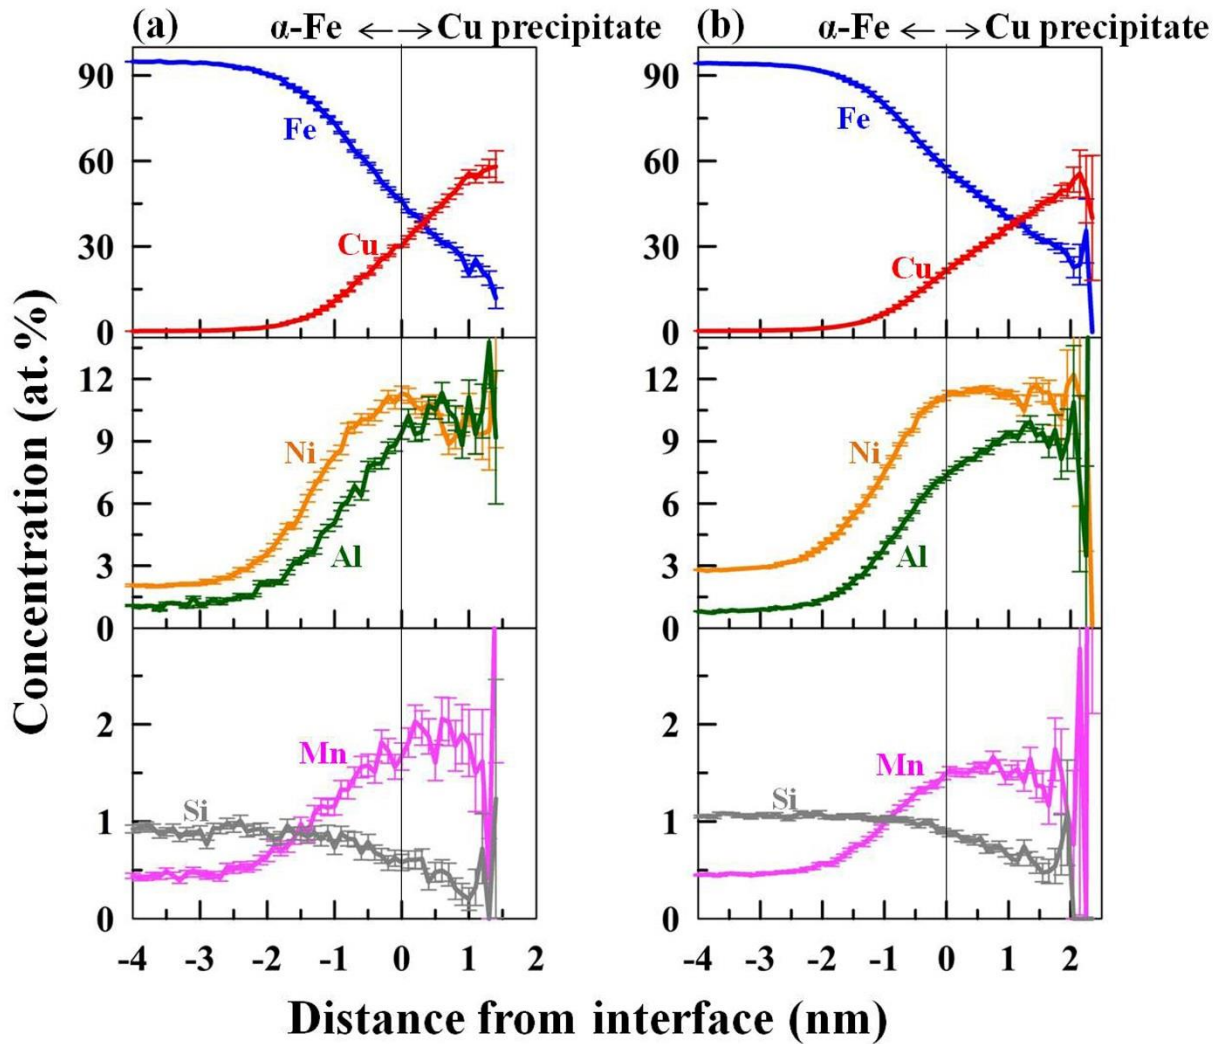 (a) α-Fe ←→ Cu precipitate (b) α-Fe ←→ Cu precipitate
90 90
Fe Fe
60 60
Cu Cu
30 30
0 0
12 12
Ni Ni
9 9
6 6
Al Al
3 3
0 0
2 2
Mn Mn
Si Si
1 1
0 0
-4 -3 -2 -1 0 1 2 -4 -3 -2 -1 0 1 2
Concentration (at.%)
Distance from interface (nm)